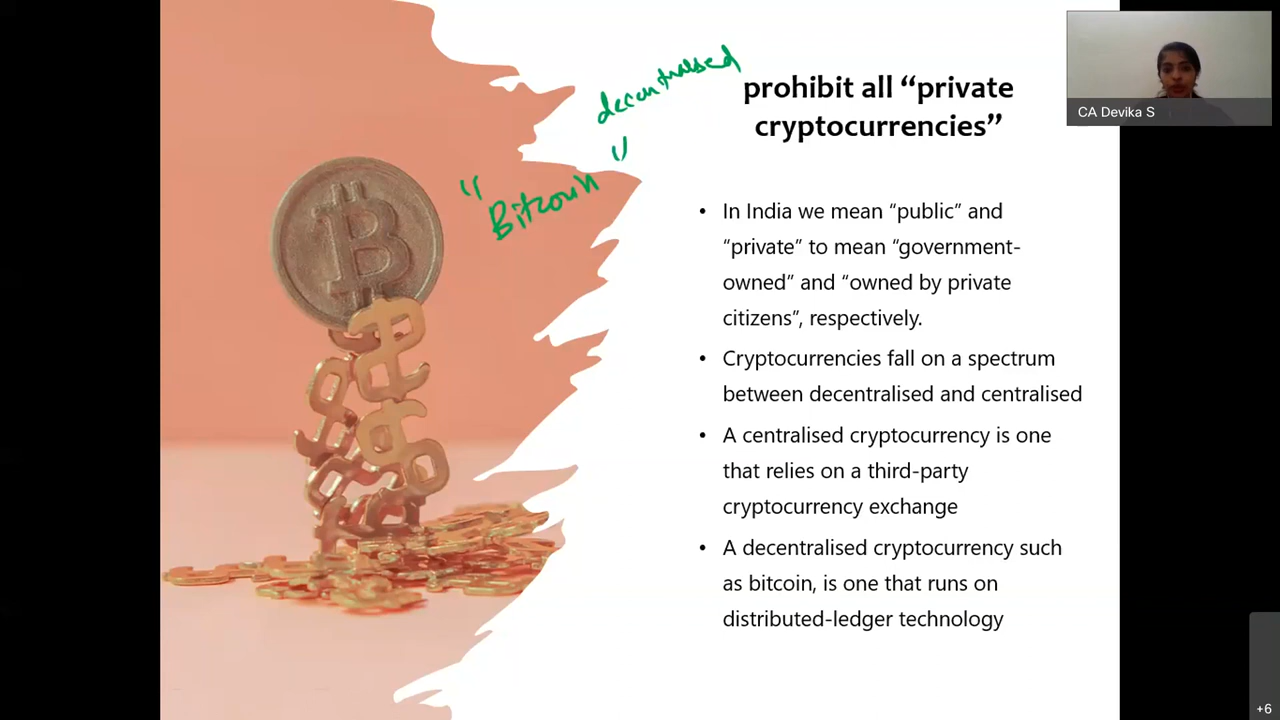 decentralised
"Bitcoin"
prohibit all “private
cryptocurrencies”
CA Devika S
• In India we mean “public” and
“private” to mean “government-
owned” and “owned by private
citizens”, respectively.
• Cryptocurrencies fall on a spectrum
between decentralised and centralised
• A centralised cryptocurrency is one
that relies on a third-party
cryptocurrency exchange
• A decentralised cryptocurrency such
as bitcoin, is one that runs on
distributed-ledger technology
+6